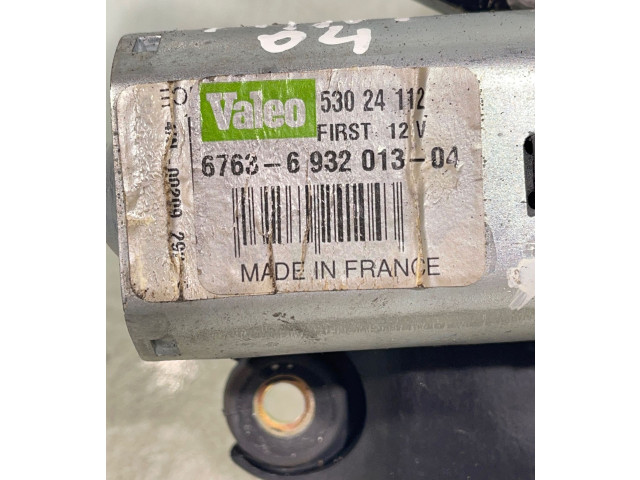 04
Valeo
530 24 112
FIRST 12 V
6763-6 932 013-04
MADE IN FRANCE